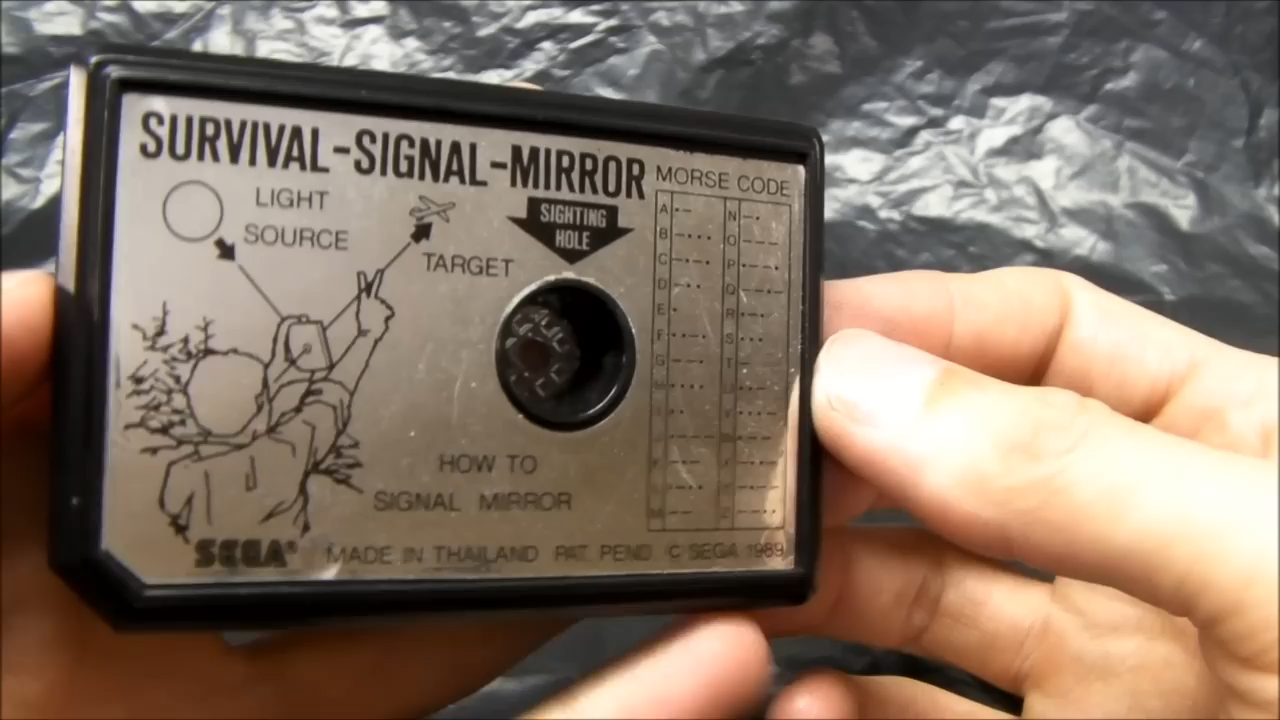 SURVIVAL-SIGNAL-MIRROR
MORSE CODE
LIGHT
SOURCE
TARGET
SIGHTING
HOLE
A ·–
B –···
C –·–·
D –··
E ·
F
G
N –·
O –––
P
Q
R
S ···
T
HOW TO
SIGNAL MIRROR
SEGA® MADE IN THAILAND PAT. PEND © SEGA 1989